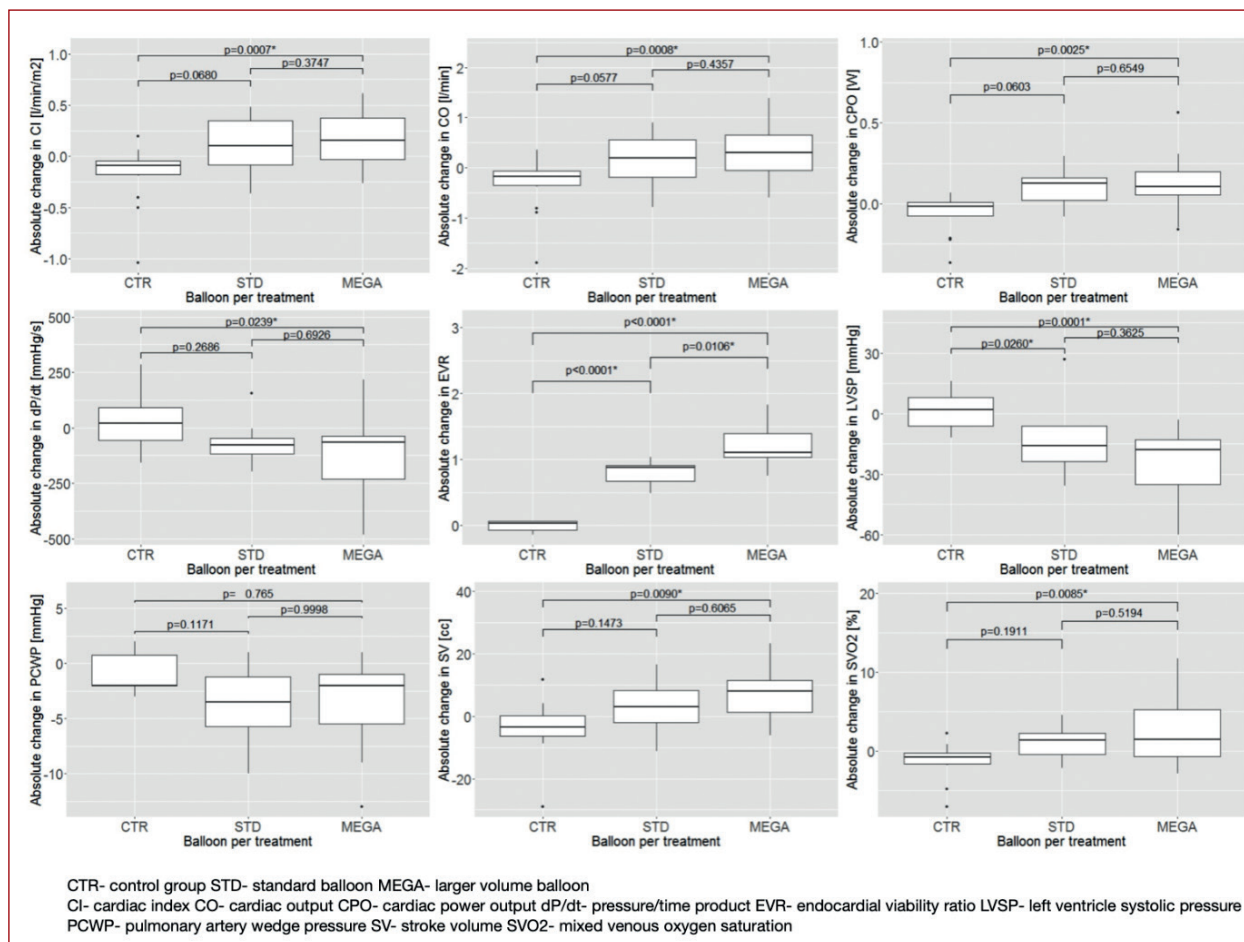 p=0.0007*
p=0.3747
p=0.0680
Absolute change in CI [l/min/m2]
1.0
0.5
0.0
-0.5
-1.0
CTR STD MEGA
Balloon per treatment
p=0.0008*
p=0.4357
p=0.0577
Absolute change in CO [l/min]
2
1
0
-1
-2
CTR STD MEGA
Balloon per treatment
p=0.0025*
p=0.6549
p=0.0603
Absolute change in CPO [W]
1.0
0.5
0.0
CTR STD MEGA
Balloon per treatment
p=0.0239*
p=0.6926
p=0.2686
Absolute change in dP/dt [mmHg/s]
500
250
0
-250
-500
CTR STD MEGA
Balloon per treatment
p<0.0001*
p=0.0106*
p<0.0001*
Absolute change in EVR
3
2
1
0
CTR STD MEGA
Balloon per treatment
p=0.0001*
p=0.3625
p=0.0260*
Absolute change in LVSP [mmHg]
30
0
-30
-60
CTR STD MEGA
Balloon per treatment
p= 0.765
p=0.9998
p=0.1171
Absolute change in PCWP [mmHg]
5
0
-5
-10
CTR STD MEGA
Balloon per treatment
p=0.0090*
p=0.6065
p=0.1473
Absolute change in SV [cc]
40
20
0
-20
CTR STD MEGA
Balloon per treatment
p=0.0085*
p=0.5194
p=0.1911
Absolute change in SVO2 [%]
20
10
0
CTR STD MEGA
Balloon per treatment
CTR- control group STD- standard balloon MEGA- larger volume balloon
CI- cardiac index CO- cardiac output CPO- cardiac power output dP/dt- pressure/time product EVR- endocardial viability ratio LVSP- left ventricle systolic pressure
PCWP- pulmonary artery wedge pressure SV- stroke volume SVO2- mixed venous oxygen saturation